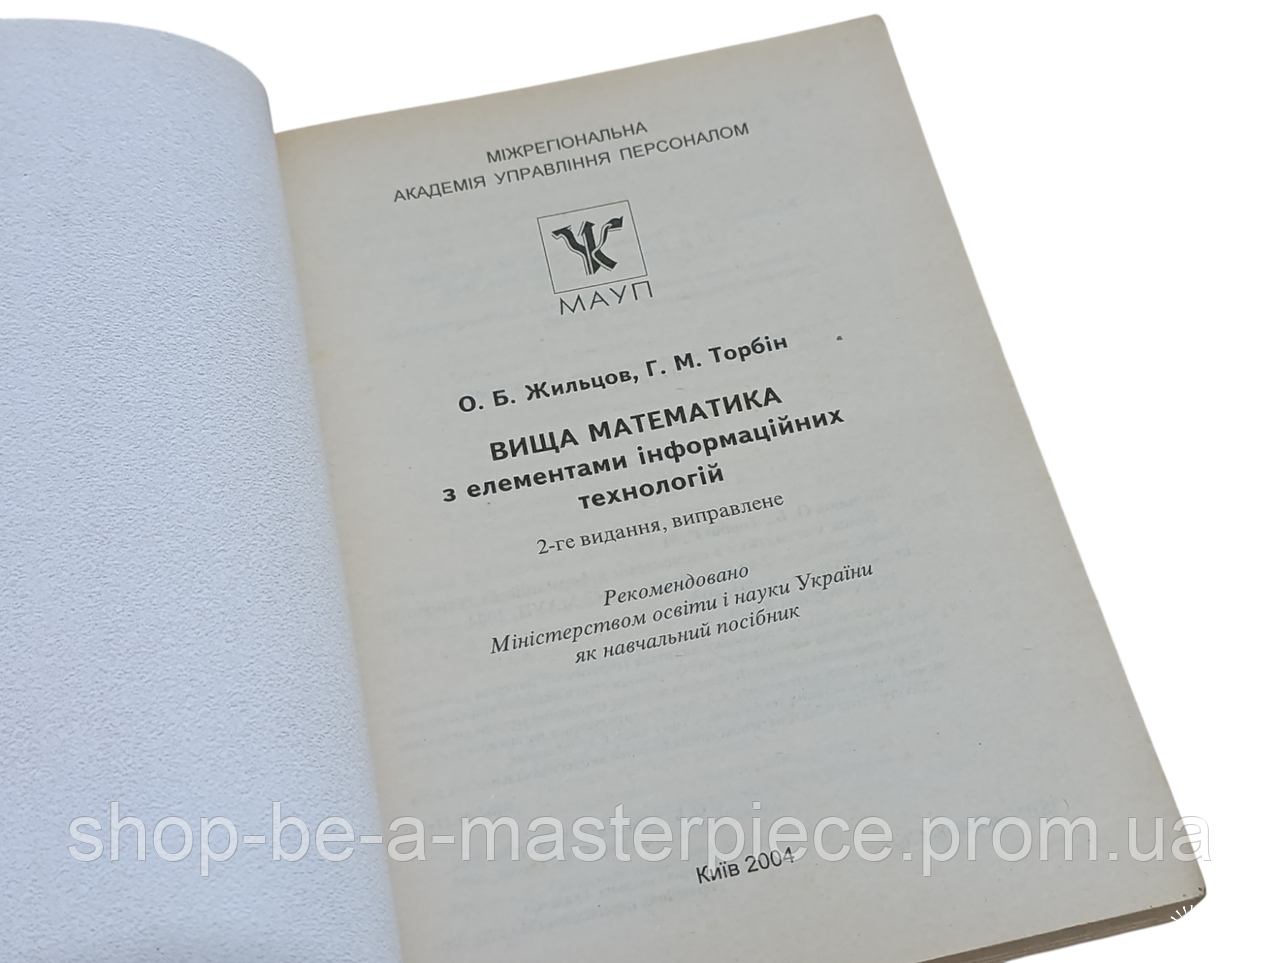 МІЖРЕГІОНАЛЬНА
АКАДЕМІЯ УПРАВЛІННЯ ПЕРСОНАЛОМ
МАУП
О. Б. Жильцов, Г. М. Торбін
ВИЩА МАТЕМАТИКА
з елементами інформаційних
технологій
2-ге видання, виправлене
Рекомендовано
Міністерством освіти і науки України
як навчальний посібник
shop-be-a-masterpiece.prom.ua
Київ 2004